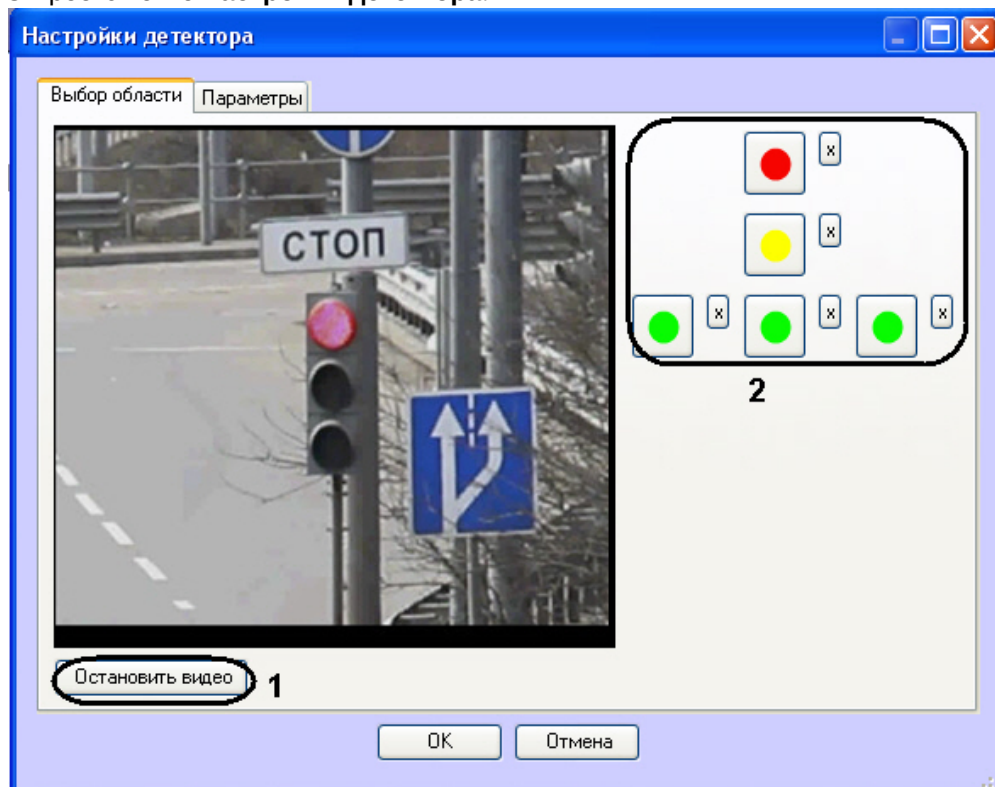 Настройки детектора
Выбор области Параметры
x
СТОП
x
x x x
2
Остановить видео 1
OK Отмена